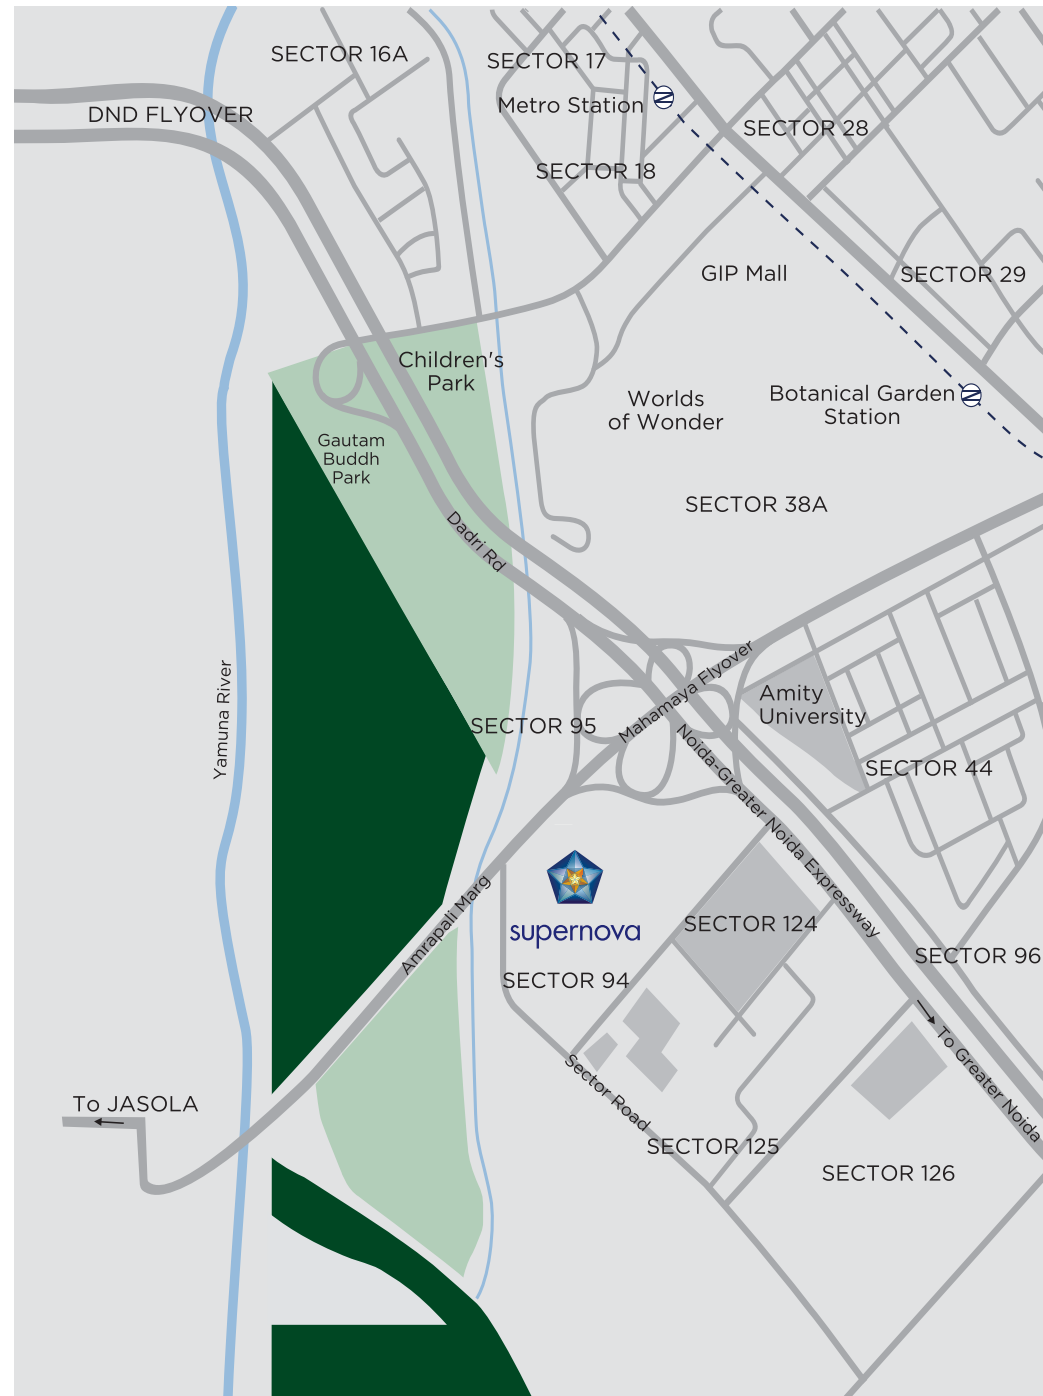 SECTOR 16A
SECTOR 17
Metro Station
DND FLYOVER
SECTOR 28
SECTOR 18
GIP Mall
SECTOR 29
Children's
Park
Worlds
of Wonder
Botanical Garden
Station
Gautam
Buddh
Park
SECTOR 38A
Dadri Rd
Yamuna River
SECTOR 95
Mahamaya Flyover
Amity
University
SECTOR 44
Noida-Greater Noida Expressway
Amrapali Marg
supernova
SECTOR 124
SECTOR 96
SECTOR 94
To Greater Noida
Sector Road
To JASOLA
SECTOR 125
SECTOR 126